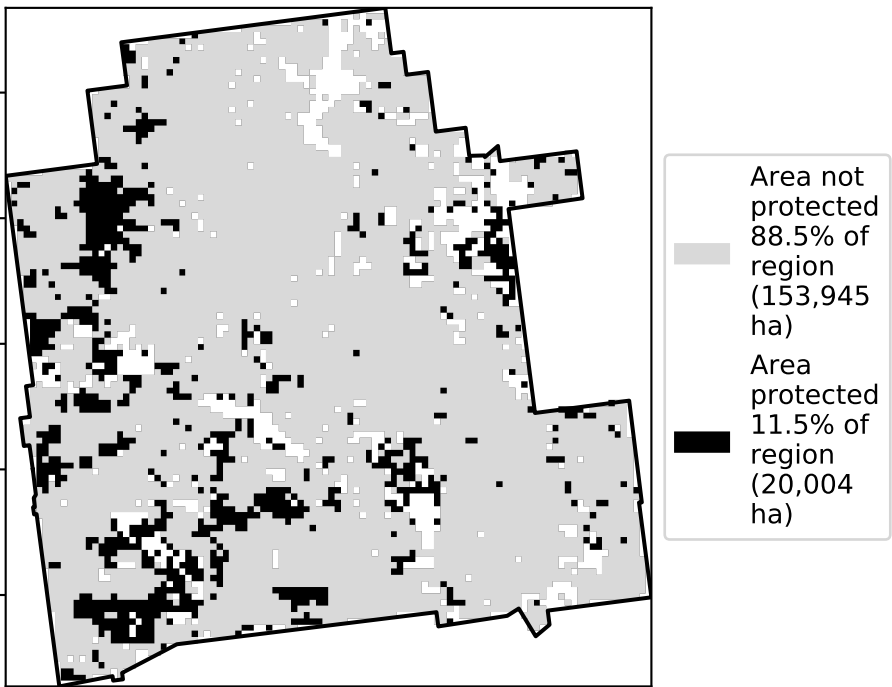 Area not
protected
88.5% of
region
(153,945
ha)
Area
protected
11.5% of
region
(20,004
ha)